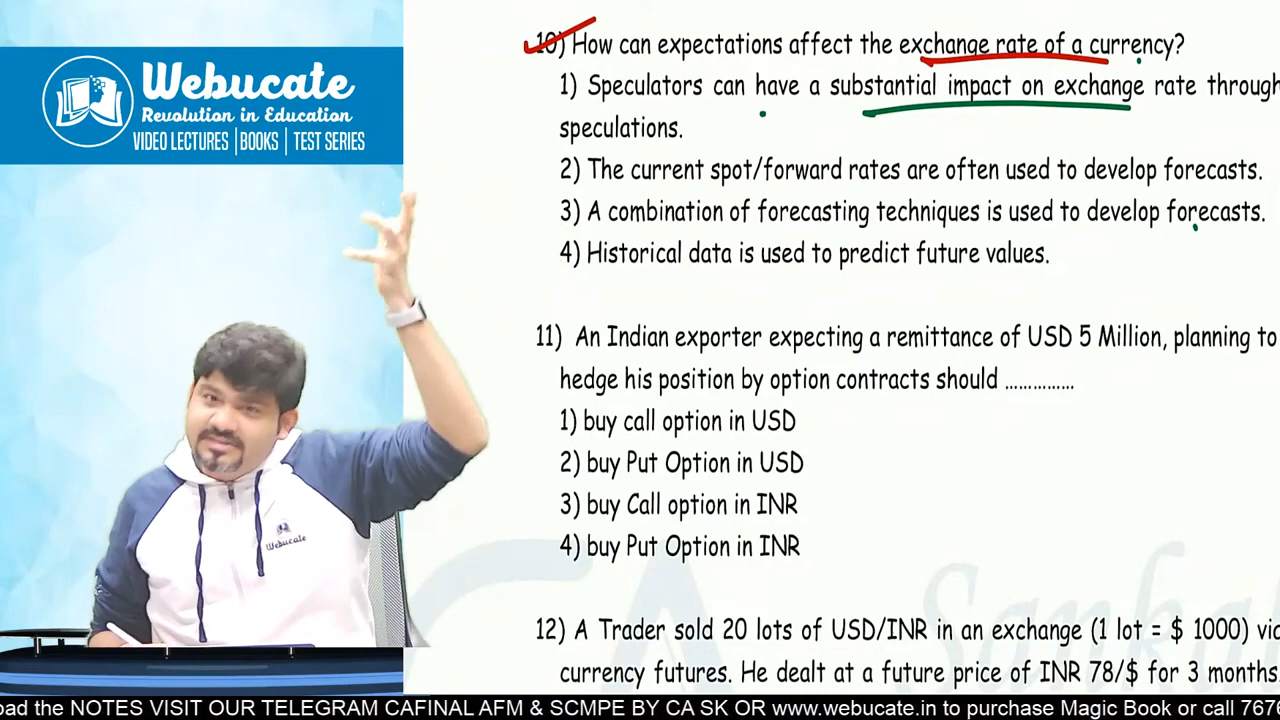 Webucate
Revolution in Education
VIDEO LECTURES | BOOKS | TEST SERIES
10) How can expectations affect the exchange rate of a currency?
1) Speculators can have a substantial impact on exchange rate through
speculations.
2) The current spot/forward rates are often used to develop forecasts.
3) A combination of forecasting techniques is used to develop forecasts.
4) Historical data is used to predict future values.
11) An Indian exporter expecting a remittance of USD 5 Million, planning to
hedge his position by option contracts should ..............
1) buy call option in USD
2) buy Put Option in USD
3) buy Call option in INR
4) buy Put Option in INR
12) A Trader sold 20 lots of USD/INR in an exchange (1 lot = $ 1000) via
currency futures. He dealt at a future price of INR 78/$ for 3 months.
Webucate
CA Sanka
oad the NOTES VISIT OUR TELEGRAM CAFINAL AFM & SCMPE BY CA SK OR www.webucate.in to purchase Magic Book or call 767